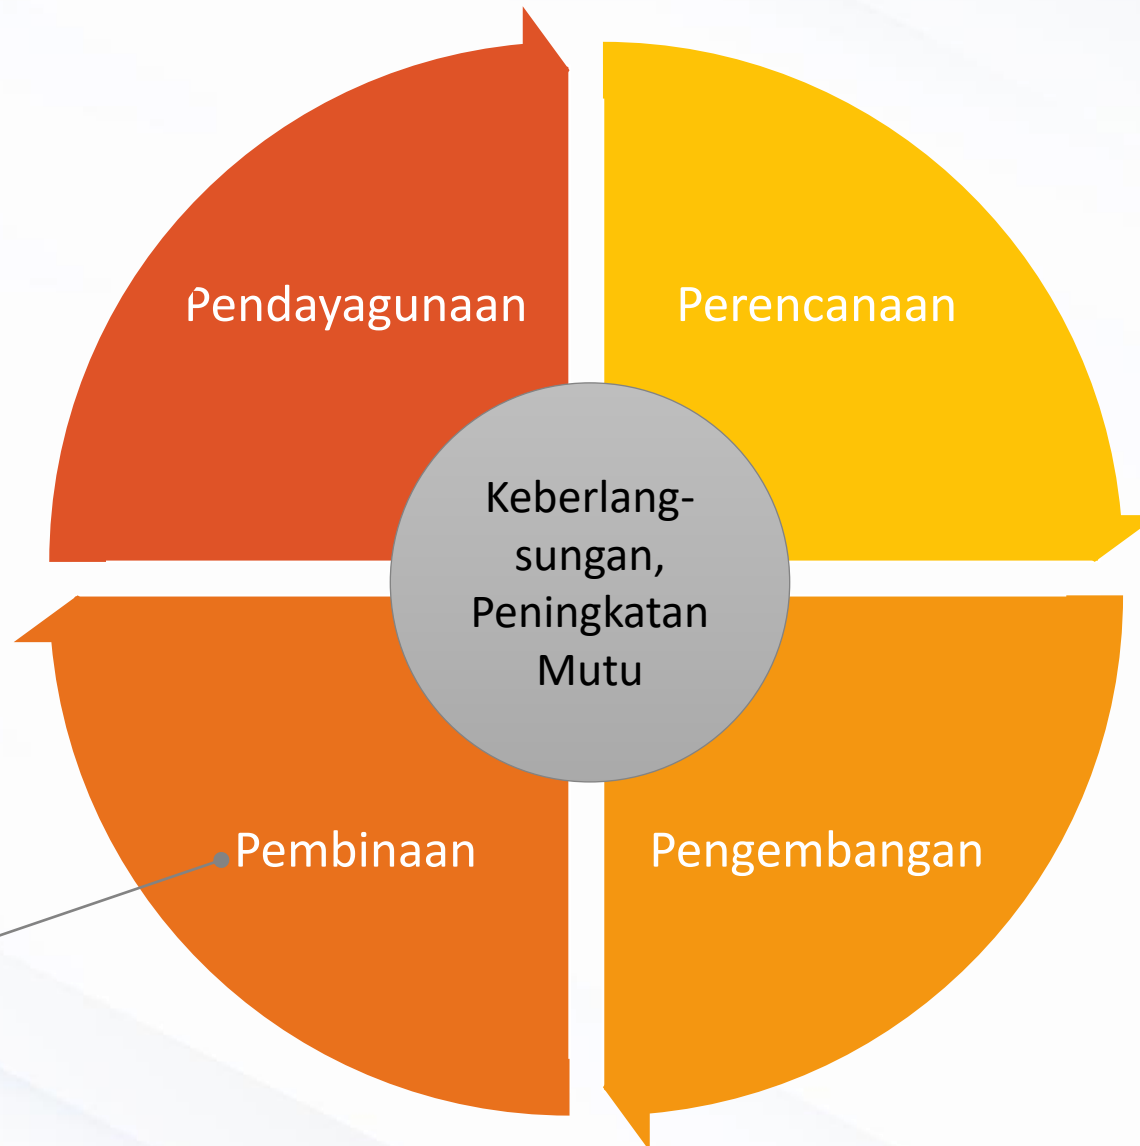 Pendayagunaan
Perencanaan
Keberlang-
sungan,
Peningkatan
Mutu
Pembinaan
Pengembangan